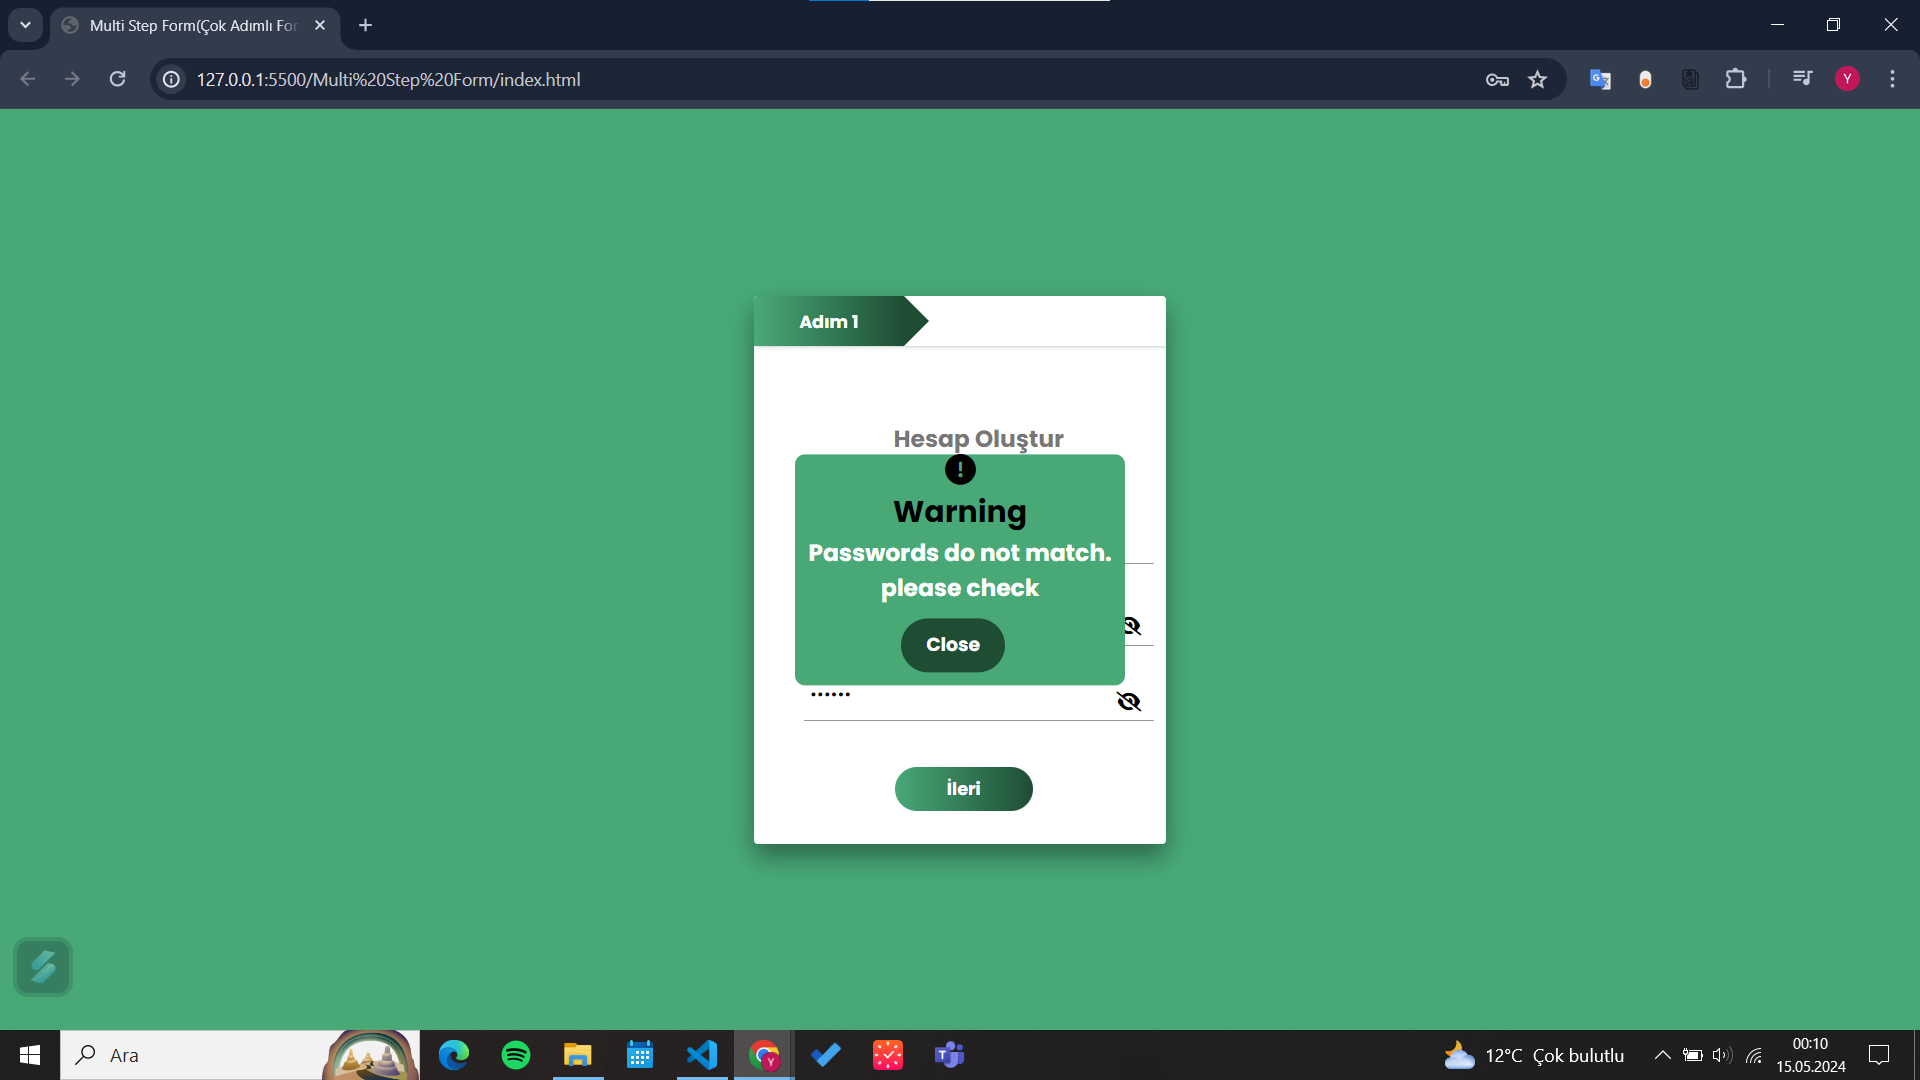 Multi Step Form(Çok Adımlı For
127.0.0.1:5500/Multi%20Step%20Form/index.html
Y
Adım 1
Hesap Oluştur
!
Warning
Passwords do not match.
please check
Close
••••••
İleri
Ara
Y
T
12°C Çok bulutlu
00:10
15.05.2024